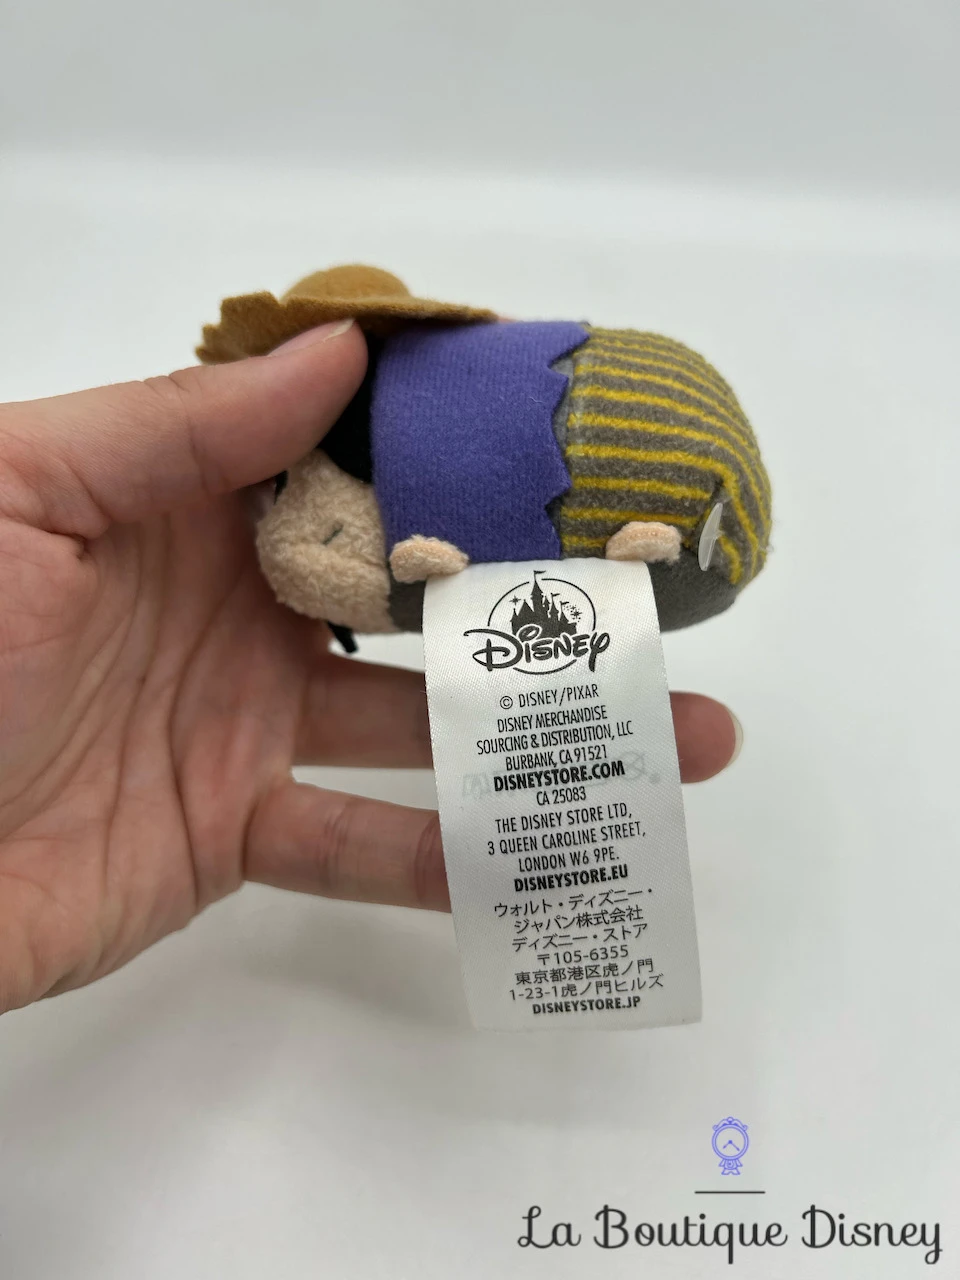 Disney
© DISNEY/PIXAR
DISNEY MERCHANDISE
SOURCING & DISTRIBUTION, LLC
BURBANK, CA 91521
DISNEYSTORE.COM
CA 25083
THE DISNEY STORE LTD,
3 QUEEN CAROLINE STREET,
LONDON W6 9PE.
DISNEYSTORE.EU
ウォルト・ディズニー・
ジャパン株式会社
ディズニー・ストア
〒105-6355
東京都港区虎ノ門
1-23-1虎ノ門ヒルズ
DISNEYSTORE.JP
La Boutique Disney